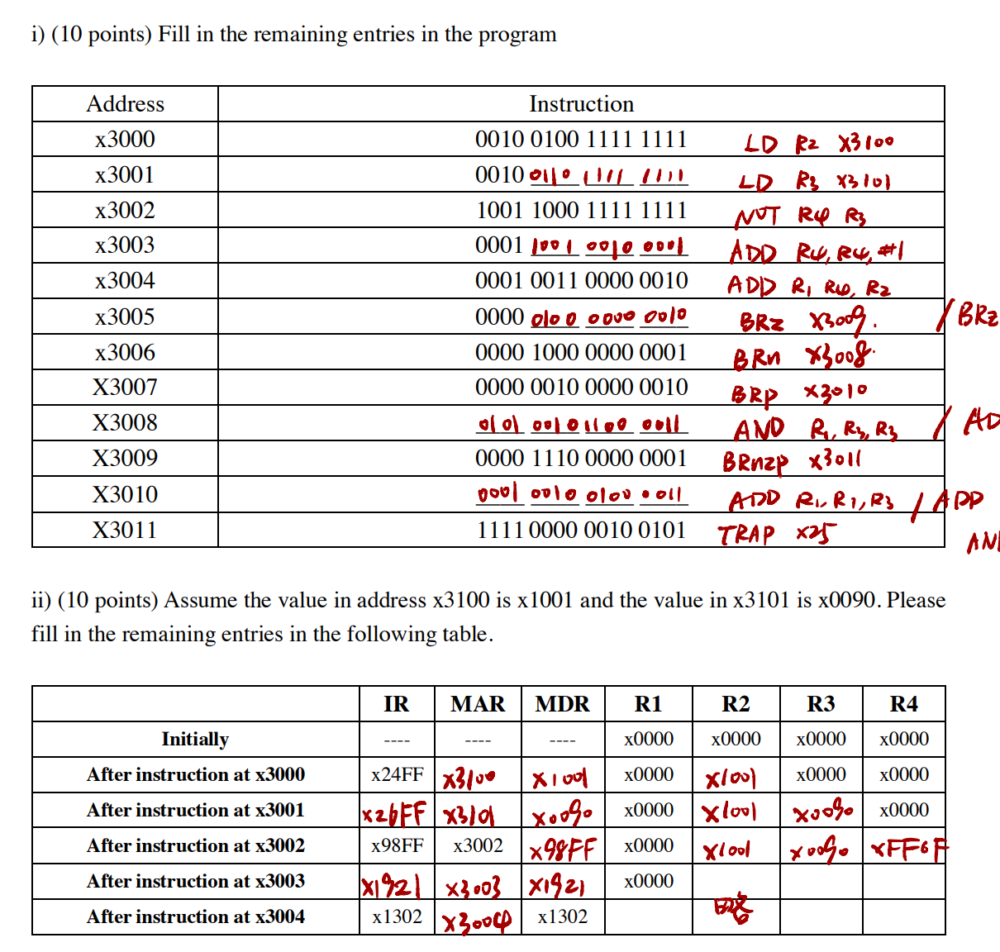 i) (10 points) Fill in the remaining entries in the program
Address Instruction
x3000 0010 0100 1111 1111 LD R2 x3100
x3001 0010 0110 1111 1111 LD R3 x3101
x3002 1001 1000 1111 1111 NOT R4 R3
x3003 0001 1001 0010 0001 ADD R4, R4, #1
x3004 0001 0011 0000 0010 ADD R1 R4, R2
x3005 0000 0100 0000 0010 BRz x3009. / BRz
x3006 0000 1000 0000 0001 BRn x3008.
X3007 0000 0010 0000 0010 BRp x3010
X3008 0101 0010 1100 0011 AND R1, R3, R3 / AD
X3009 0000 1110 0000 0001 BRnzp x3011
X3010 0001 0010 0100 0011 ADD R1, R1, R3 / ADD
X3011 1111 0000 0010 0101 TRAP x25 AN
ii) (10 points) Assume the value in address x3100 is x1001 and the value in x3101 is x0090. Please
fill in the remaining entries in the following table.
IR MAR MDR R1 R2 R3 R4
Initially ---- ---- ---- x0000 x0000 x0000 x0000
After instruction at x3000 x24FF x3100 x1001 x0000 x1001 x0000 x0000
After instruction at x3001 x26FF x3101 x0090 x0000 x1001 x0090 x0000
After instruction at x3002 x98FF x3002 x98FF x0000 x1001 x0090 xFF6F
After instruction at x3003 x1921 x3003 x1921 x0000
After instruction at x3004 x1302 x3004 x1302 略